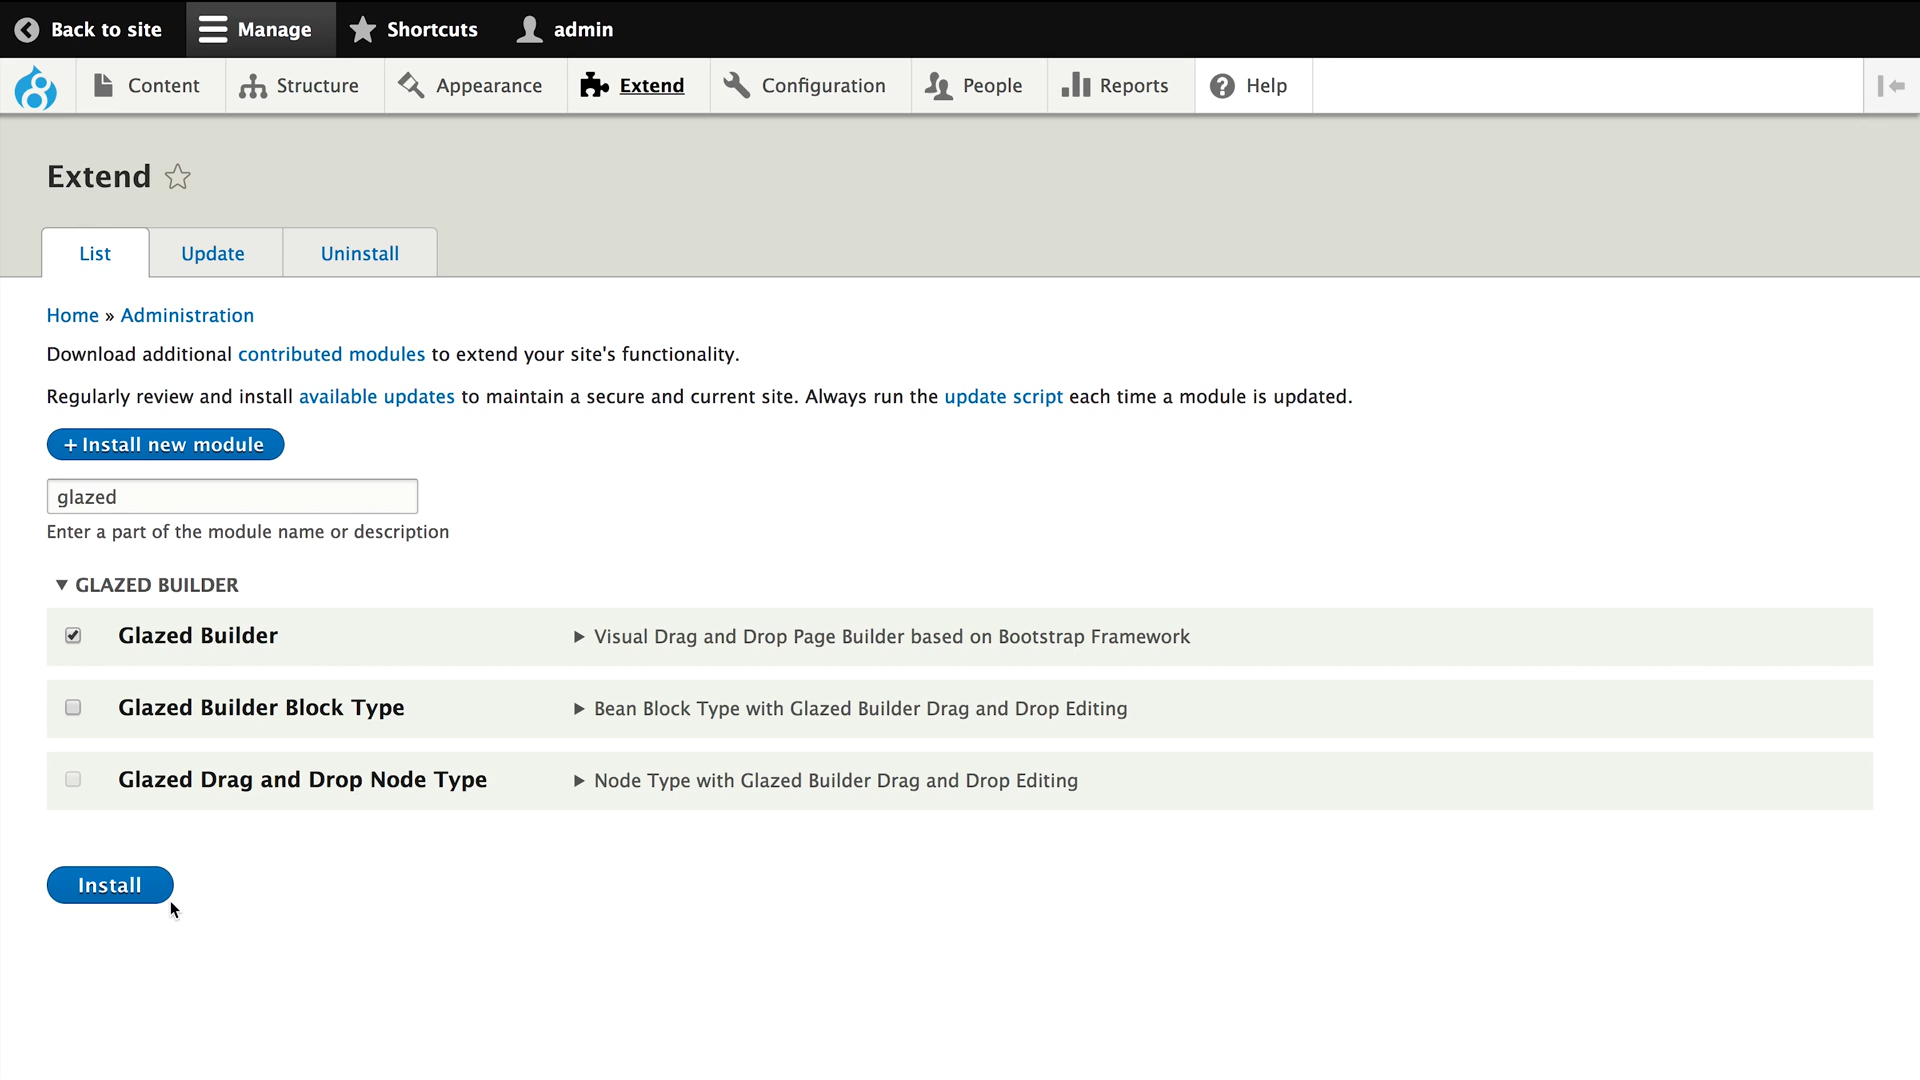 Back to site Manage Shortcuts admin
Content Structure Appearance Extend Configuration People Reports Help
Extend
List Update Uninstall
Home » Administration
Download additional contributed modules to extend your site's functionality.
Regularly review and install available updates to maintain a secure and current site. Always run the update script each time a module is updated.
+ Install new module
glazed
Enter a part of the module name or description
▼ GLAZED BUILDER
Glazed Builder ► Visual Drag and Drop Page Builder based on Bootstrap Framework
Glazed Builder Block Type ► Bean Block Type with Glazed Builder Drag and Drop Editing
Glazed Drag and Drop Node Type ► Node Type with Glazed Builder Drag and Drop Editing
Install